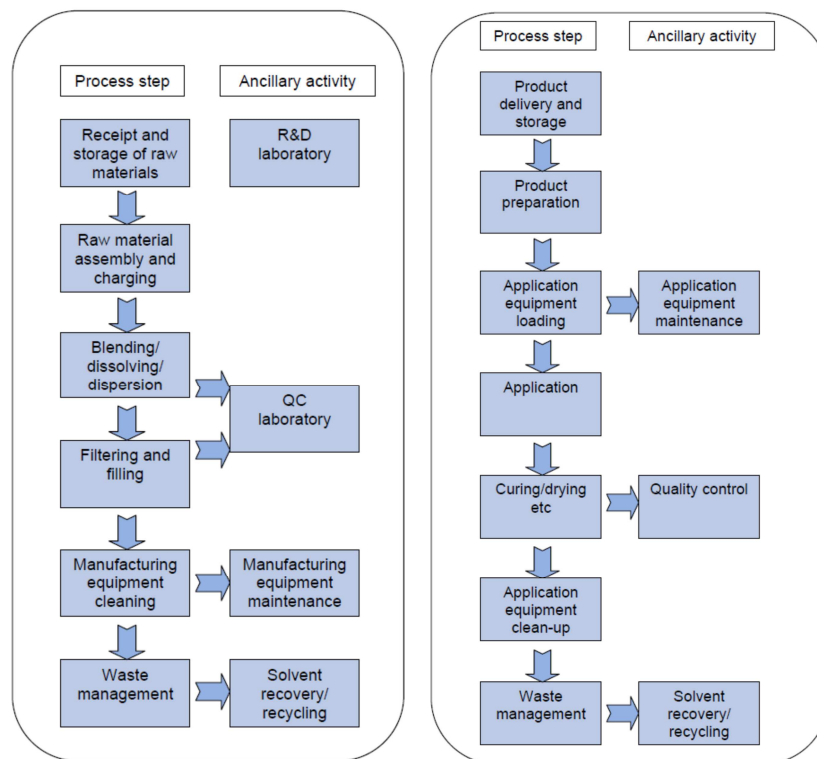 Process step
Ancillary activity
Receipt and
storage of raw
materials
R&D
laboratory
Raw material
assembly and
charging
Blending/
dissolving/
dispersion
QC
laboratory
Filtering and
filling
Manufacturing
equipment
cleaning
Manufacturing
equipment
maintenance
Waste
management
Solvent
recovery/
recycling
Process step
Ancillary activity
Product
delivery and
storage
Product
preparation
Application
equipment
loading
Application
equipment
maintenance
Application
Curing/drying
etc
Quality control
Application
equipment
clean-up
Waste
management
Solvent
recovery/
recycling